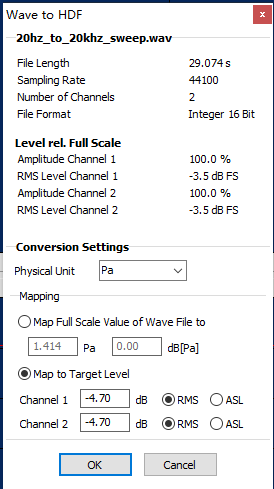 Wave to HDF
20hz_to_20khz_sweep.wav
File Length 29.074 s
Sampling Rate 44100
Number of Channels 2
File Format Integer 16 Bit
Level rel. Full Scale
Amplitude Channel 1 100.0 %
RMS Level Channel 1 -3.5 dB FS
Amplitude Channel 2 100.0 %
RMS Level Channel 2 -3.5 dB FS
Conversion Settings
Physical Unit Pa
Mapping
Map Full Scale Value of Wave File to
1.414 Pa 0.00 dB[Pa]
Map to Target Level
Channel 1 -4.70 dB RMS ASL
Channel 2 -4.70 dB RMS ASL
OK Cancel